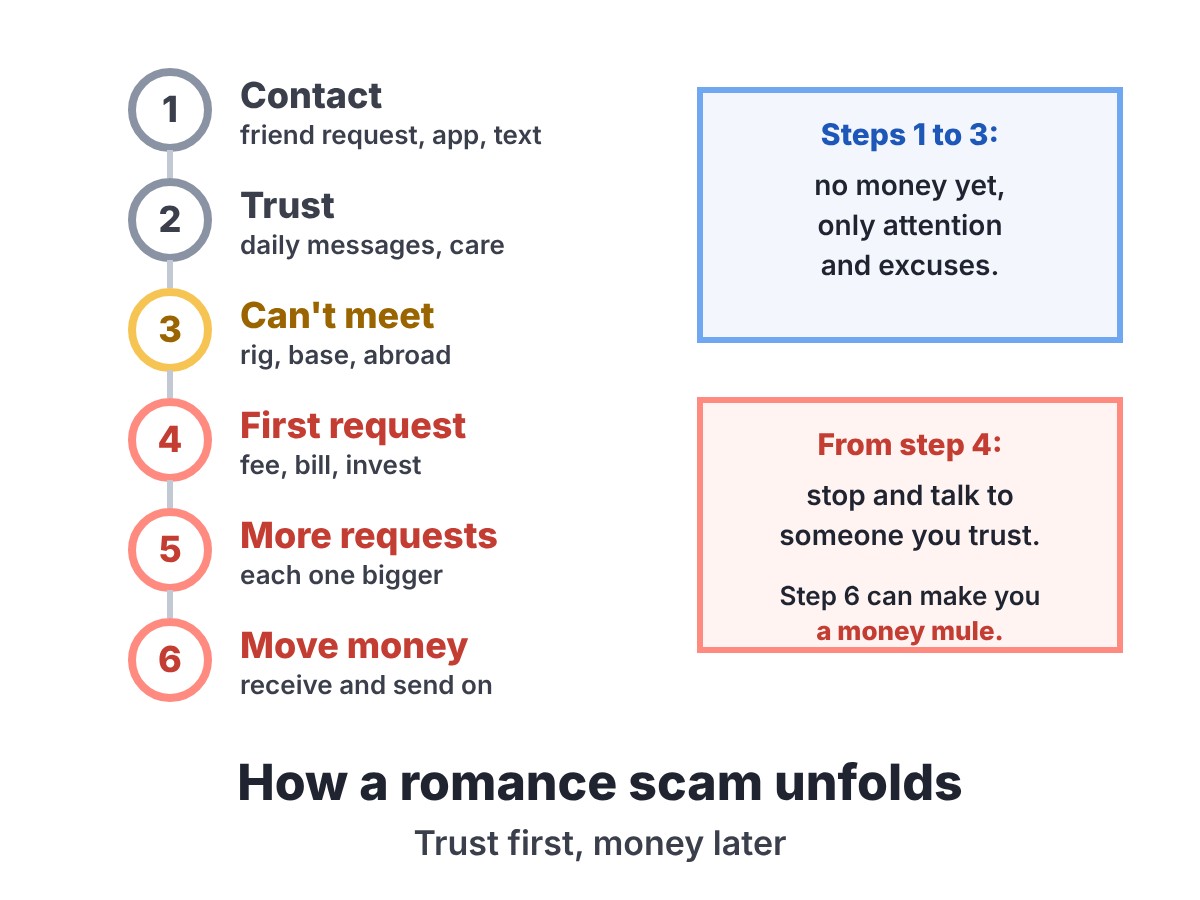 1
Contact
friend request, app, text
2
Trust
daily messages, care
3
Can't meet
rig, base, abroad
4
First request
fee, bill, invest
5
More requests
each one bigger
6
Move money
receive and send on
Steps 1 to 3:
no money yet,
only attention
and excuses.
From step 4:
stop and talk to
someone you trust.
Step 6 can make you
a money mule.
How a romance scam unfolds
Trust first, money later